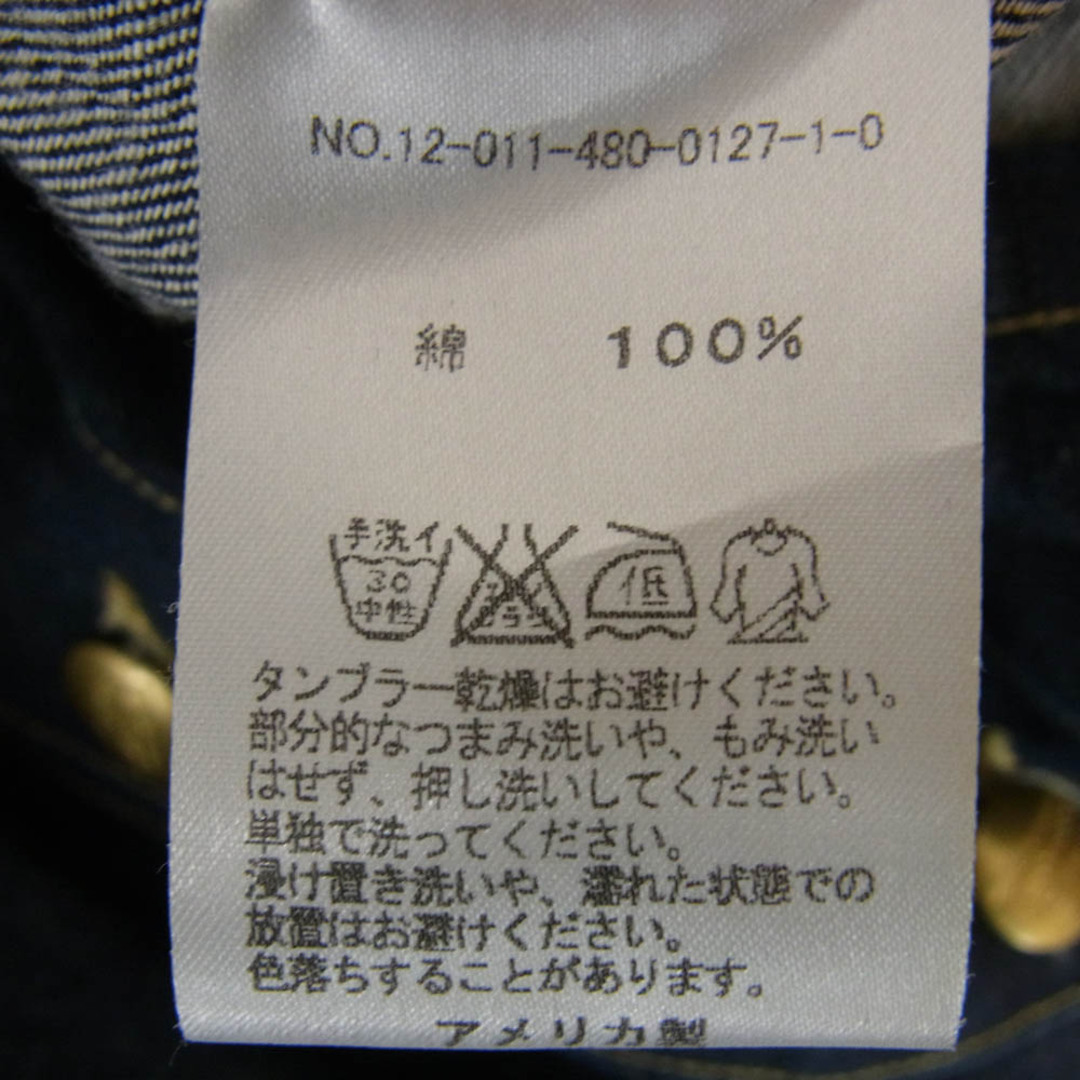 NO.12-011-480-0127-1-0
綿 100%
手洗イ
30
中性
低
タンブラー乾燥はお避けください。
部分的なつまみ洗いや、もみ洗い
はせず、押し洗いしてください。
単独で洗ってください。
浸け置き洗いや、濡れた状態での
放置はお避けください。
色落ちすることがあります。
アメリカ製